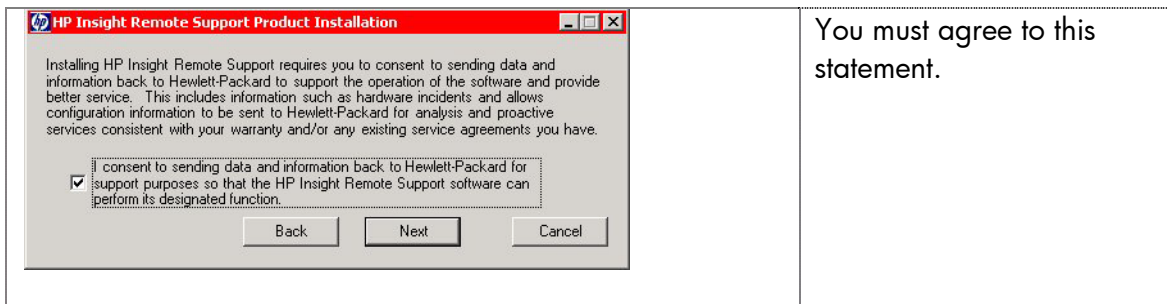 hp HP Insight Remote Support Product Installation
Installing HP Insight Remote Support requires you to consent to sending data and
information back to Hewlett-Packard to support the operation of the software and provide
better service. This includes information such as hardware incidents and allows
configuration information to be sent to Hewlett-Packard for analysis and proactive
services consistent with your warranty and/or any existing service agreements you have.
I consent to sending data and information back to Hewlett-Packard for
support purposes so that the HP Insight Remote Support software can
perform its designated function.
Back Next Cancel
You must agree to this
statement.